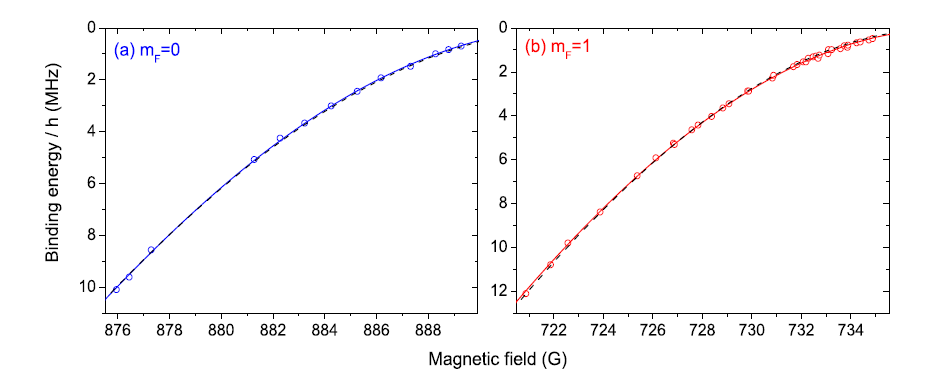 (a) m_F=0
(b) m_F=1
Binding energy / h (MHz)
0
2
4
6
8
10
0
2
4
6
8
10
12
876 878 880 882 884 886 888
722 724 726 728 730 732 734
Magnetic field (G)